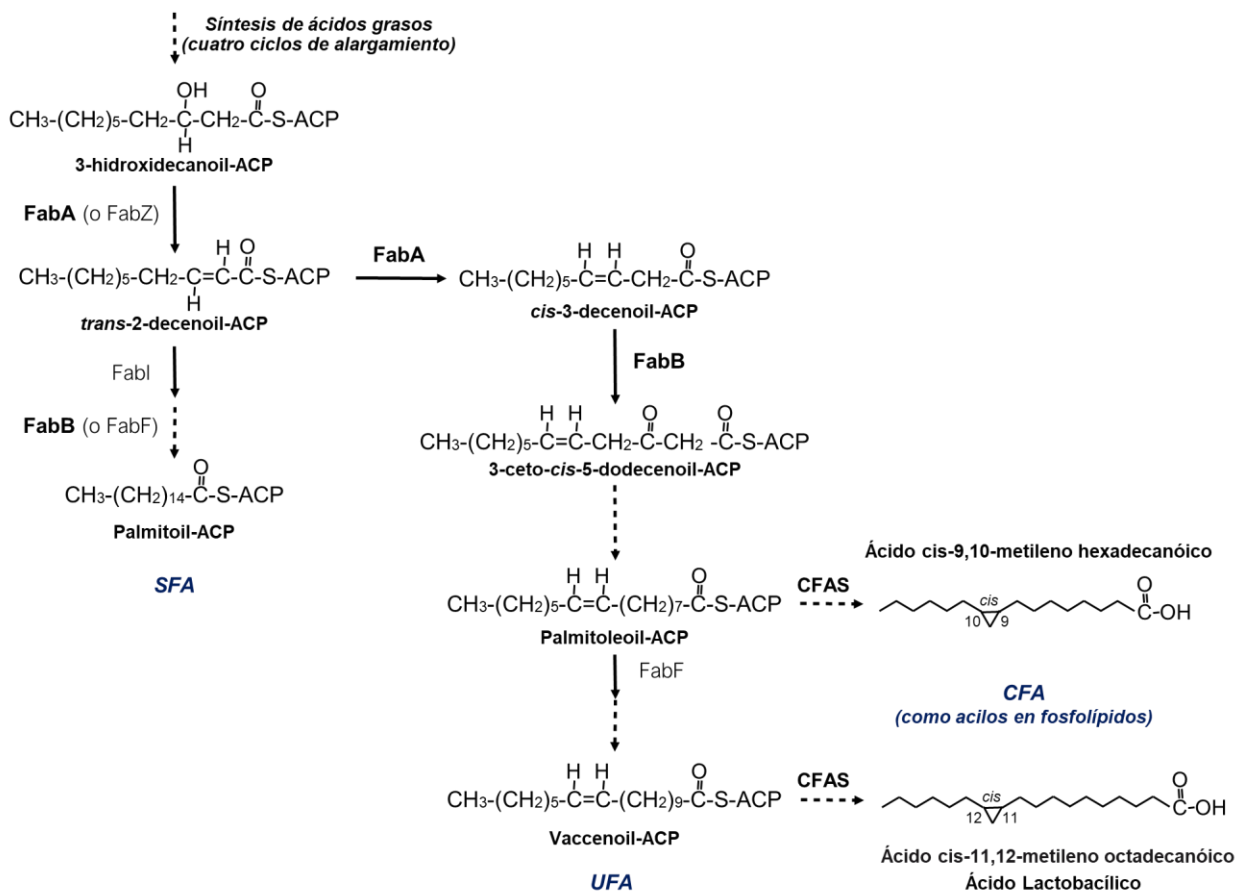 Síntesis de ácidos grasos
(cuatro ciclos de alargamiento)
OH
O
CH₃-(CH₂)₅-CH₂-C-CH₂-C-S-ACP
H
3-hidroxidecanoil-ACP
FabA (o FabZ)
H O
CH₃-(CH₂)₅-CH₂-C=C-C-S-ACP
H
trans-2-decenoil-ACP
FabA
H H O
CH₃-(CH₂)₅-C=C-CH₂-C-S-ACP
cis-3-decenoil-ACP
FabI
FabB (o FabF)
O
CH₃-(CH₂)₁₄-C-S-ACP
Palmitoil-ACP
SFA
FabB
H H O O
CH₃-(CH₂)₅-C=C-CH₂-C-CH₂ -C-S-ACP
3-ceto-cis-5-dodecenoil-ACP
H H O
CH₃-(CH₂)₅-C=C-(CH₂)₇-C-S-ACP
Palmitoleoil-ACP
CFAS
Ácido cis-9,10-metileno hexadecanóico
O
cis
C-OH
10 9
FabF
CFA
(como acilos en fosfolípidos)
H H O
CH₃-(CH₂)₅-C=C-(CH₂)₉-C-S-ACP
Vaccenoil-ACP
UFA
CFAS
O
cis
C-OH
12 11
Ácido cis-11,12-metileno octadecanóico
Ácido Lactobacílico